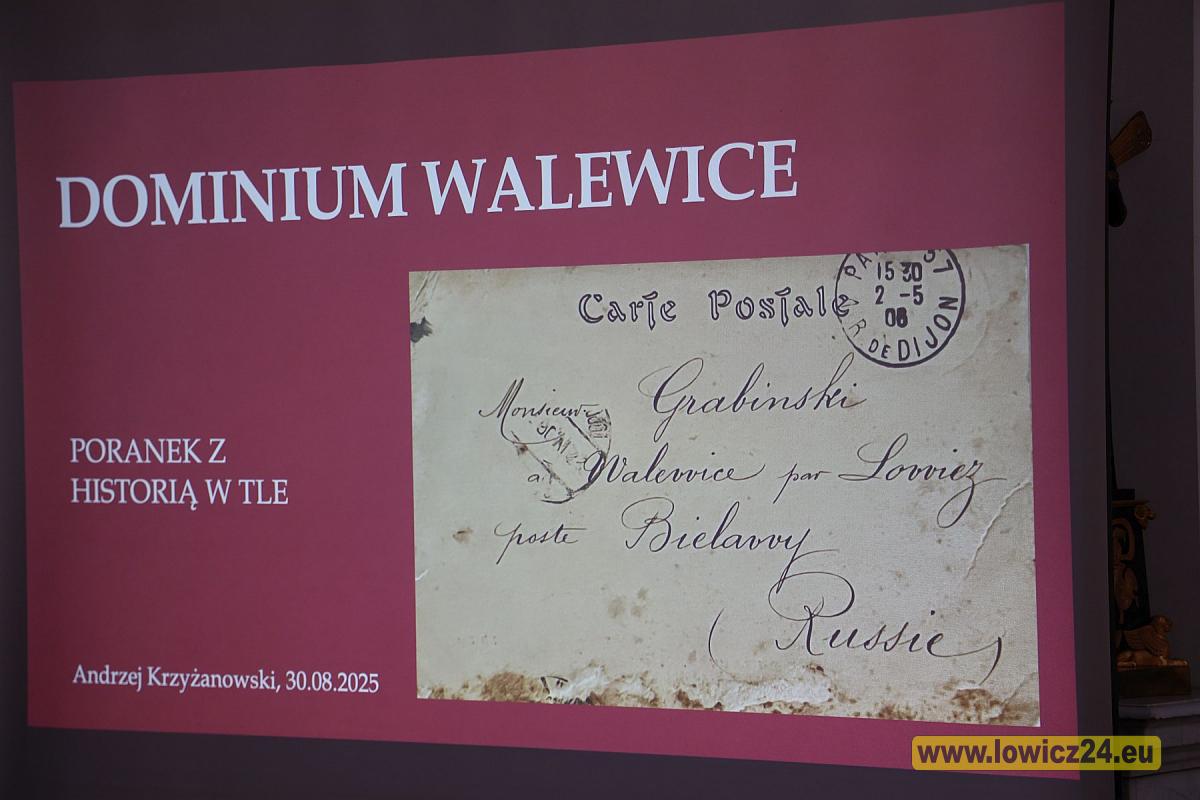 DOMINIUM WALEWICE
PORANEK Z
HISTORIĄ W TLE
Andrzej Krzyżanowski, 30.08.2025
Carte Postale
15 30
2 -5
08
DE DIJON
Monsieur Grabinski
a Walewice par Lowicz
poste Bielawy
(Russie)
www.lowicz24.eu